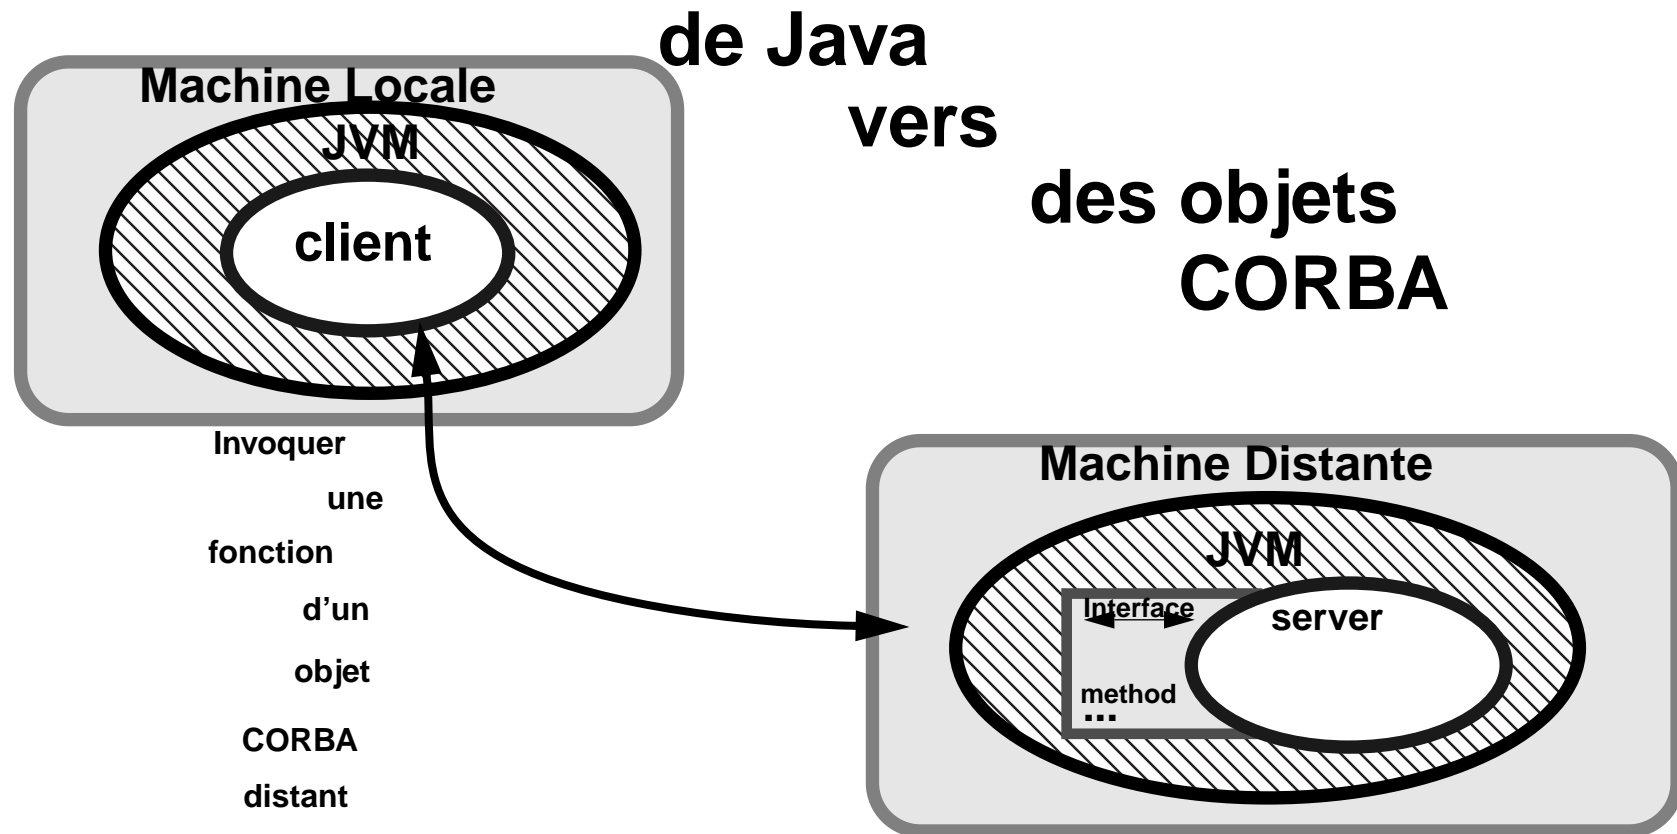 de Java
vers
des objets
CORBA
Machine Locale
JVM
client
Invoquer
une
fonction
d’un
objet
CORBA
distant
Machine Distante
JVM
Interface
server
method
...